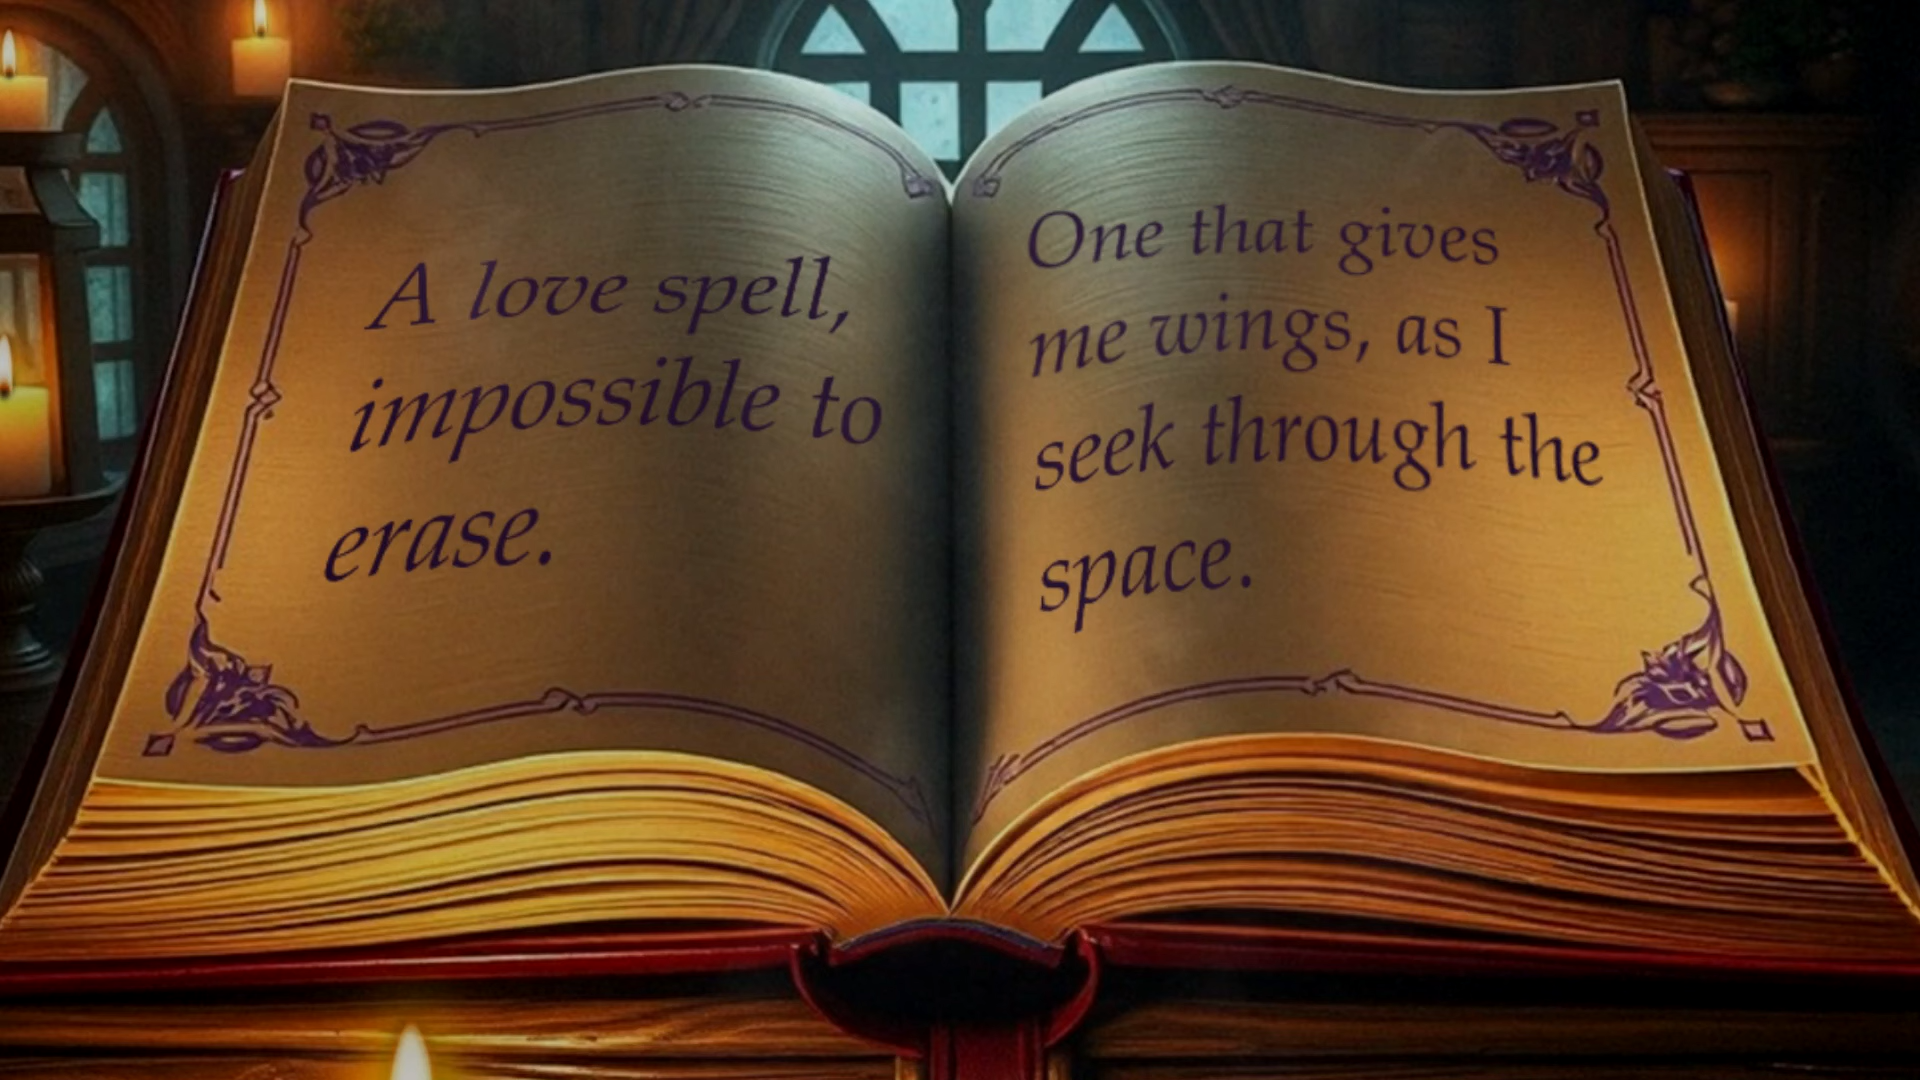 A love spell,
impossible to
erase.
One that gives
me wings, as I
seek through the
space.